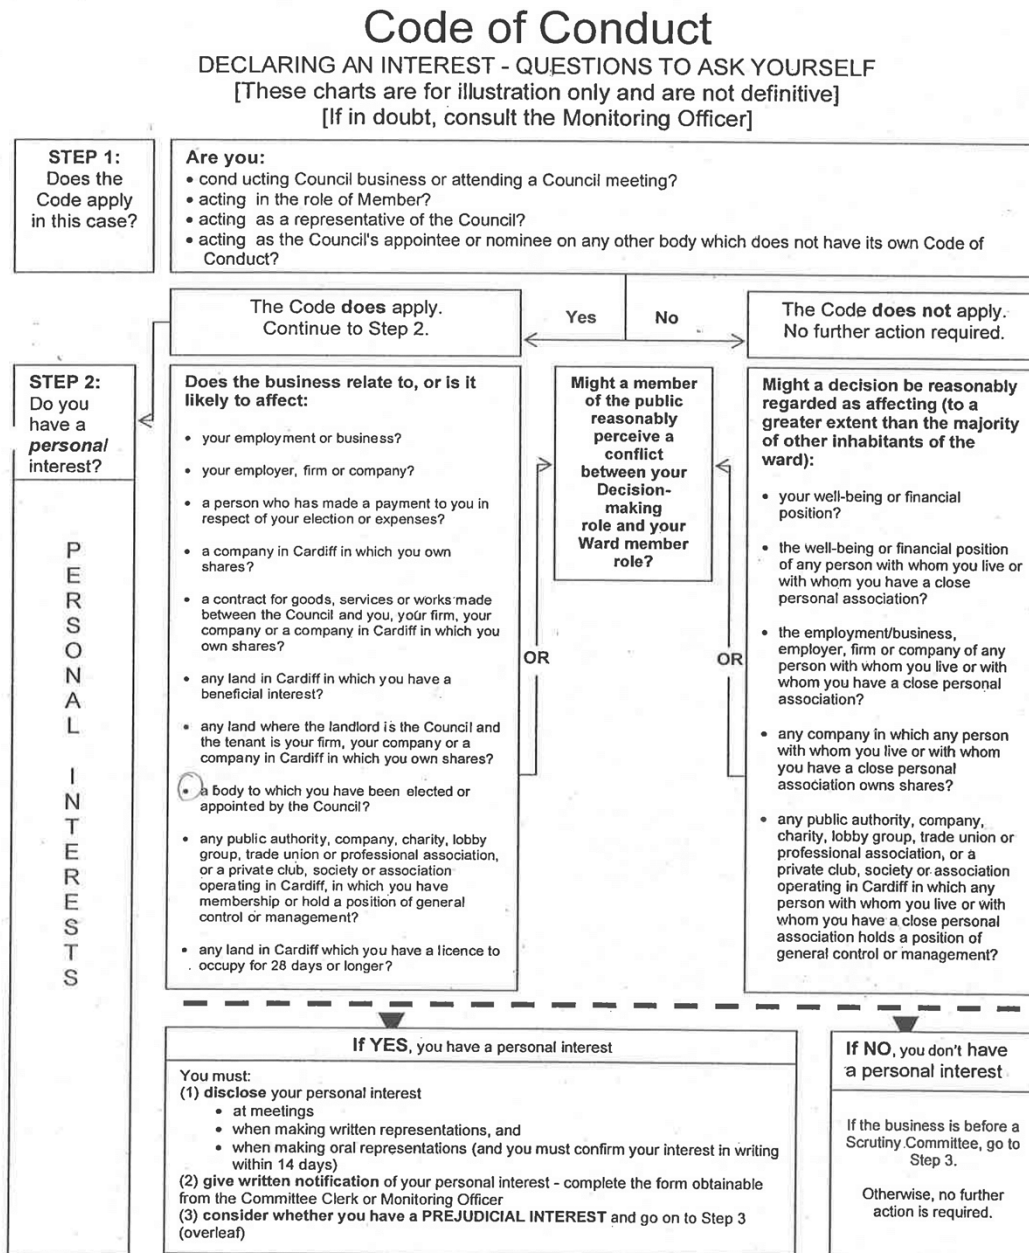 Code of Conduct
DECLARING AN INTEREST - QUESTIONS TO ASK YOURSELF
[These charts are for illustration only and are not definitive]
[If in doubt, consult the Monitoring Officer]
STEP 1:
Does the
Code apply
in this case?
Are you:
• cond ucting Council business or attending a Council meeting?
• acting in the role of Member?
• acting as a representative of the Council?
• acting as the Council's appointee or nominee on any other body which does not have its own Code of
Conduct?
The Code does apply.
Continue to Step 2.
Yes
No
The Code does not apply.
No further action required.
STEP 2:
Do you
have a
personal
interest?
PERSONAL INTERESTS
Does the business relate to, or is it
likely to affect:
• your employment or business?
• your employer, firm or company?
• a person who has made a payment to you in
respect of your election or expenses?
• a company in Cardiff in which you own
shares?
• a contract for goods, services or works made
between the Council and you, your firm, your
company or a company in Cardiff in which you
own shares?
• any land in Cardiff in which you have a
beneficial interest?
• any land where the landlord is the Council and
the tenant is your firm, your company or a
company in Cardiff in which you own shares?
• a body to which you have been elected or
appointed by the Council?
• any public authority, company, charity, lobby
group, trade union or professional association,
or a private club, society or association
operating in Cardiff, in which you have
membership or hold a position of general
control or management?
• any land in Cardiff which you have a licence to
occupy for 28 days or longer?
OR
Might a member
of the public
reasonably
perceive a
conflict
between your
Decision-
making
role and your
Ward member
role?
OR
Might a decision be reasonably
regarded as affecting (to a
greater extent than the majority
of other inhabitants of the
ward):
• your well-being or financial
position?
• the well-being or financial position
of any person with whom you live or
with whom you have a close
personal association?
• the employment/business,
employer, firm or company of any
person with whom you live or with
whom you have a close personal
association?
• any company in which any person
with whom you live or with whom
you have a close personal
association owns shares?
• any public authority, company,
charity, lobby group, trade union or
professional association, or a
private club, society or association
operating in Cardiff in which any
person with whom you live or with
whom you have a close personal
association holds a position of
general control or management?
If YES, you have a personal interest
You must:
(1) disclose your personal interest
• at meetings
• when making written representations, and
• when making oral representations (and you must confirm your interest in writing
within 14 days)
(2) give written notification of your personal interest - complete the form obtainable
from the Committee Clerk or Monitoring Officer
(3) consider whether you have a PREJUDICIAL INTEREST and go on to Step 3
(overleaf)
If NO, you don't have
a personal interest
If the business is before a
Scrutiny Committee, go to
Step 3.
Otherwise, no further
action is required.